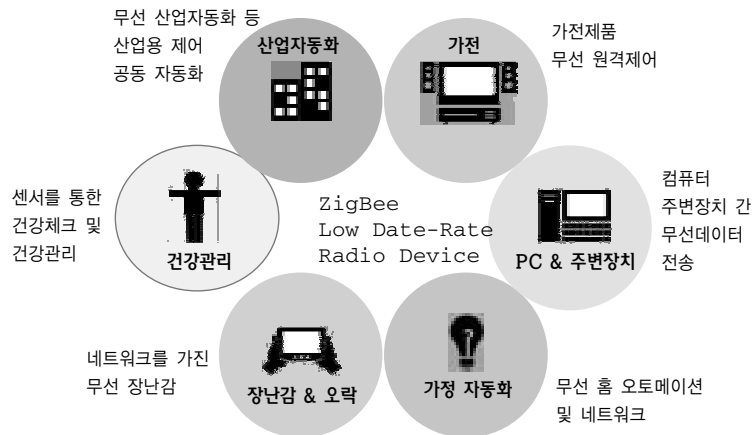 무선 산업자동화 등
산업용 제어
공동 자동화
산업자동화
가전
가전제품
무선 원격제어
센서를 통한
건강체크 및
건강관리
건강관리
ZigBee
Low Date-Rate
Radio Device
PC & 주변장치
컴퓨터
주변장치 간
무선데이터
전송
네트워크를 가진
무선 장난감
장난감 & 오락
가정 자동화
무선 홈 오토메이션
및 네트워크